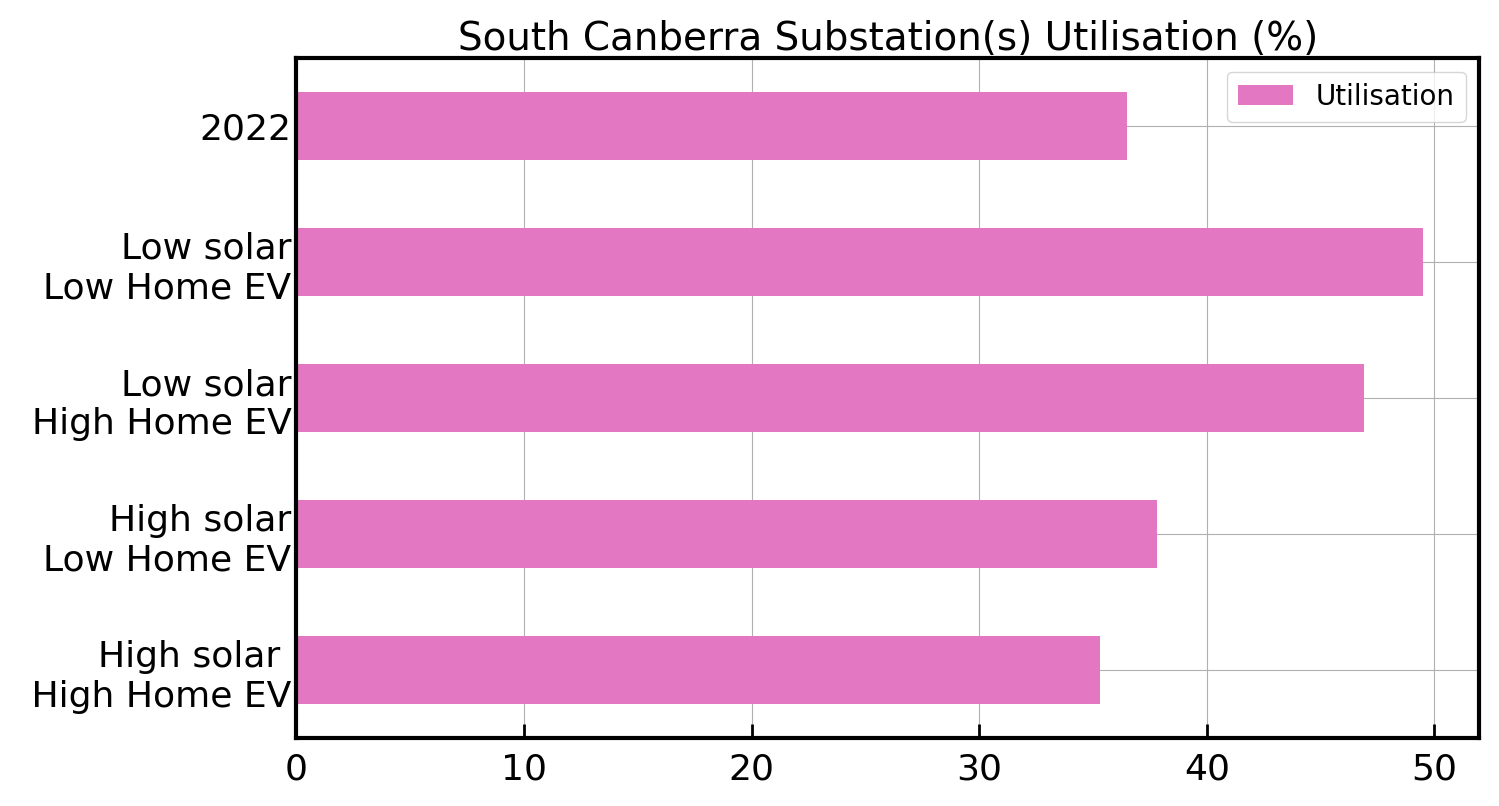 South Canberra Substation(s) Utilisation (%)
Utilisation
2022
Low solar
Low Home EV
Low solar
High Home EV
High solar
Low Home EV
High solar
High Home EV
0 10 20 30 40 50